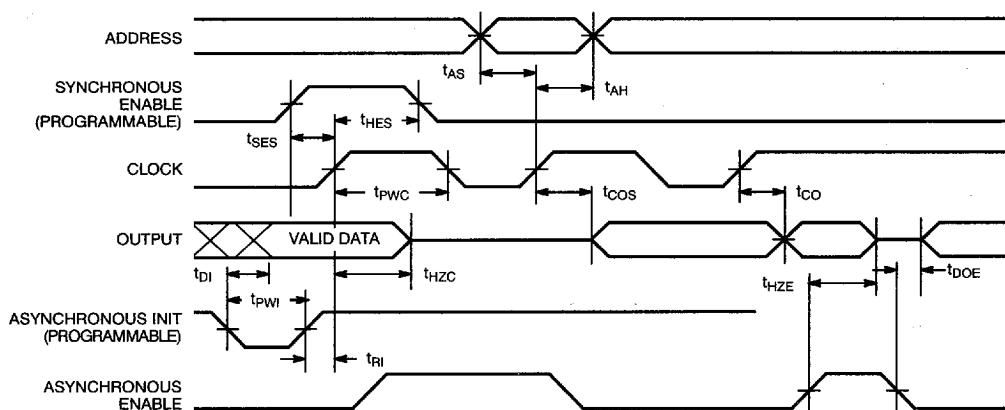 ADDRESS
tAS
tAH
SYNCHRONOUS
ENABLE
(PROGRAMMABLE)
tSES
tHES
CLOCK
tPWC
tCOS
tCO
OUTPUT
VALID DATA
tDI
tHZC
tHZE
tDOE
tPWI
ASYNCHRONOUS INIT
(PROGRAMMABLE)
tRI
ASYNCHRONOUS
ENABLE